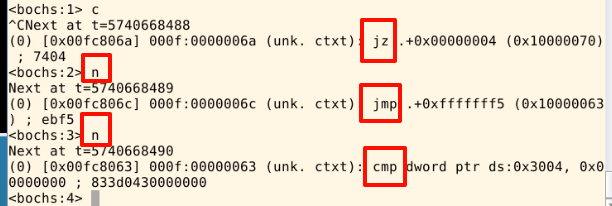 <bochs:1> c
^CNext at t=5740668488
(0) [0x00fc806a] 000f:0000006a (unk. ctxt): jz .+0x00000004 (0x10000070)
 ; 7404
<bochs:2> n
Next at t=5740668489
(0) [0x00fc806c] 000f:0000006c (unk. ctxt): jmp .+0xfffffff5 (0x10000063
) ; ebf5
<bochs:3> n
Next at t=5740668490
(0) [0x00fc8063] 000f:00000063 (unk. ctxt): cmp dword ptr ds:0x3004, 0x0
0000000 ; 833d0430000000
<bochs:4>